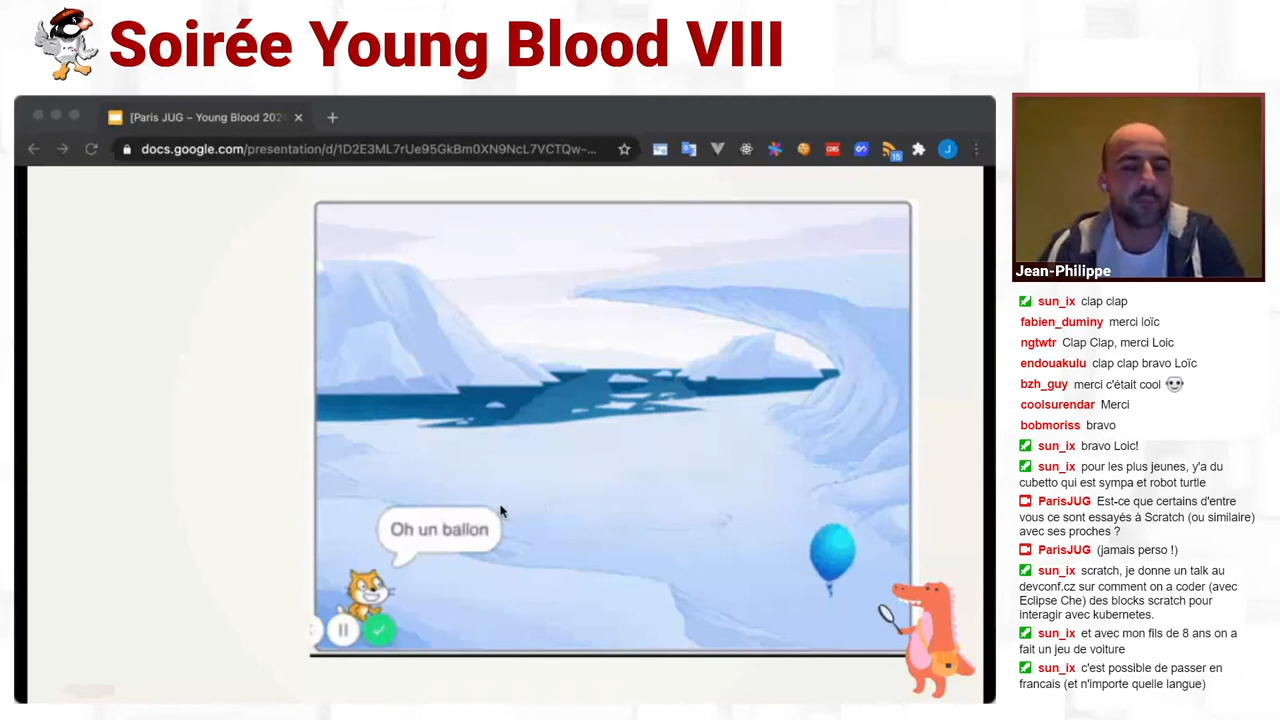 Soirée Young Blood VIII
[Paris JUG – Young Blood 202
docs.google.com/presentation/d/1D2E3ML7rUe95GkBm0XN9NcL7VCTQw-...
CORS
15
J
Oh un ballon
Jean-Philippe
sun_ix clap clap
fabien_duminy merci loïc
ngtwtr Clap Clap, merci Loic
endouakulu clap clap bravo Loïc
bzh_guy merci c'était cool
coolsurendar Merci
bobmoriss bravo
sun_ix bravo Loic!
sun_ix pour les plus jeunes, y'a du
cubetto qui est sympa et robot turtle
ParisJUG Est-ce que certains d'entre
vous ce sont essayés à Scratch (ou similaire)
avec ses proches ?
ParisJUG (jamais perso !)
sun_ix scratch, je donne un talk au
devconf.cz sur comment on a coder (avec
Eclipse Che) des blocks scratch pour
interagir avec kubernetes.
sun_ix et avec mon fils de 8 ans on a
fait un jeu de voiture
sun_ix c'est possible de passer en
francais (et n'importe quelle langue)